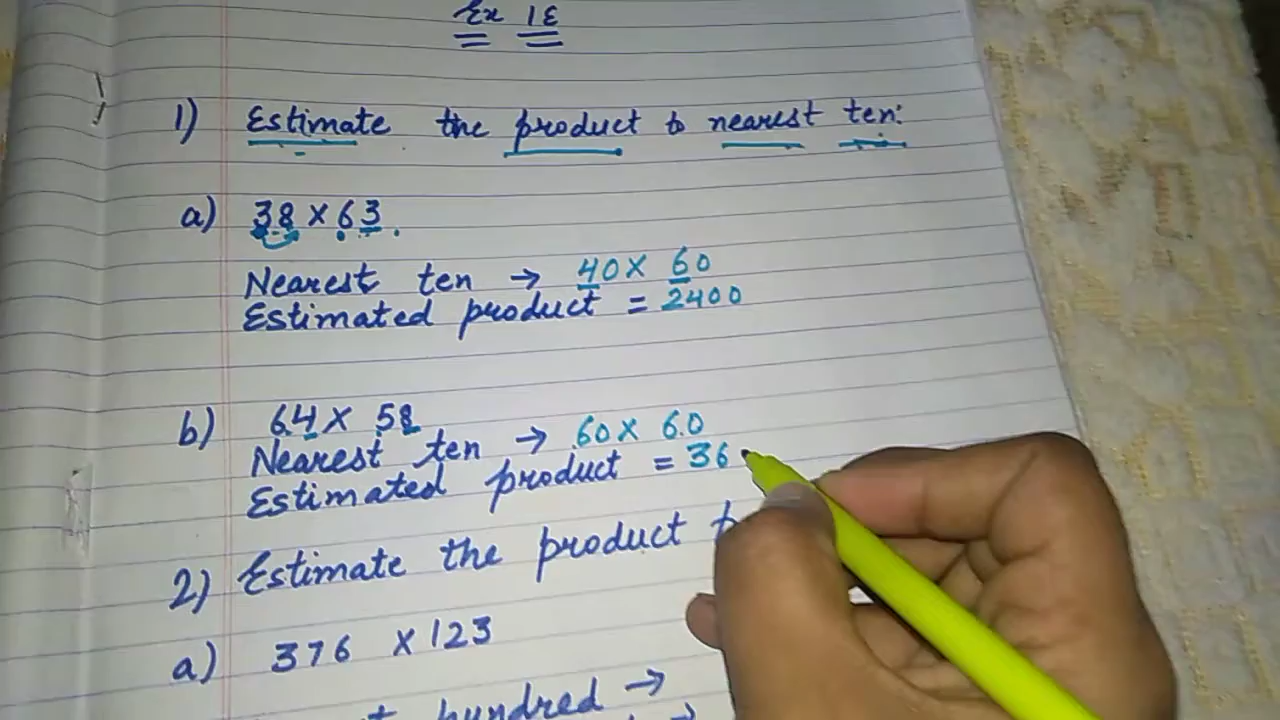 Ex 1E
1) Estimate the product to nearest ten:
a) 38 × 63.
Nearest ten → 40 × 60
Estimated product = 2400
b) 64 × 58
Nearest ten → 60 × 60
Estimated product = 36
2) Estimate the product
a) 376 × 123
hundred →
→